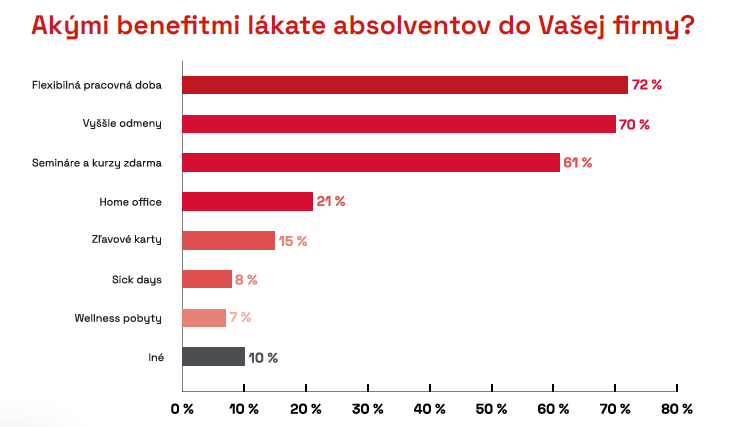 Akými benefitmi lákate absolventov do Vašej firmy?
Flexibilná pracovná doba 72 %
Vyššie odmeny 70 %
Semináre a kurzy zdarma 61 %
Home office 21 %
Zľavové karty 15 %
Sick days 8 %
Wellness pobyty 7 %
Iné 10 %
0 % 10 % 20 % 30 % 40 % 50 % 60 % 70 % 80 %